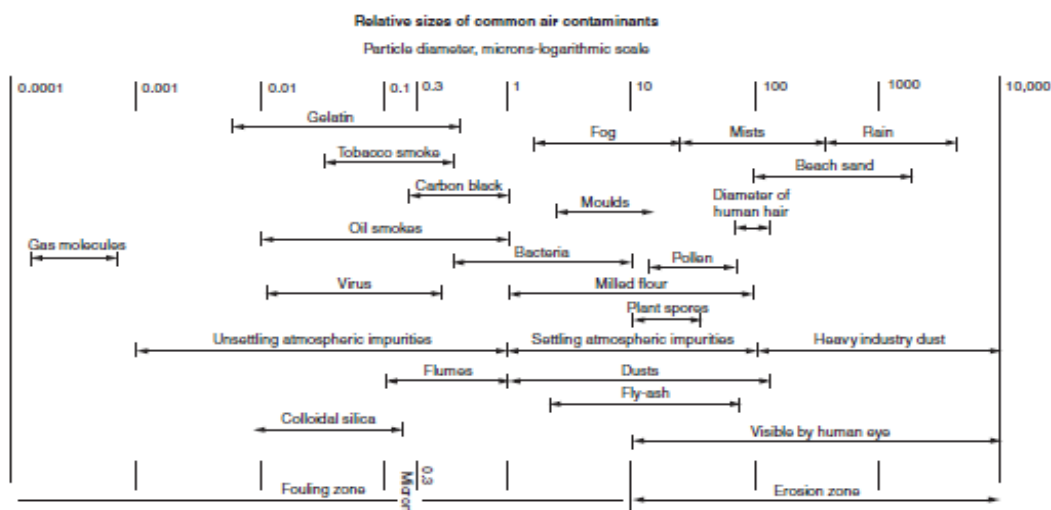 Relative sizes of common air contaminants
Particle diameter, microns-logarithmic scale
0.0001 0.001 0.01 0.1 0.3 1 10 100 1000 10,000
Gelatin
Fog Mists Rain
Tobacco smoke
Beach sand
Carbon black
Moulds
Diameter of
human hair
Oil smokes
Gas molecules
Bacteria
Pollen
Virus
Milled flour
Plant spores
Unsettling atmospheric impurities Settling atmospheric impurities Heavy industry dust
Flumes
Dusts
Fly-ash
Colloidal silica
Visible by human eye
0.3
Micron
Fouling zone
Erosion zone